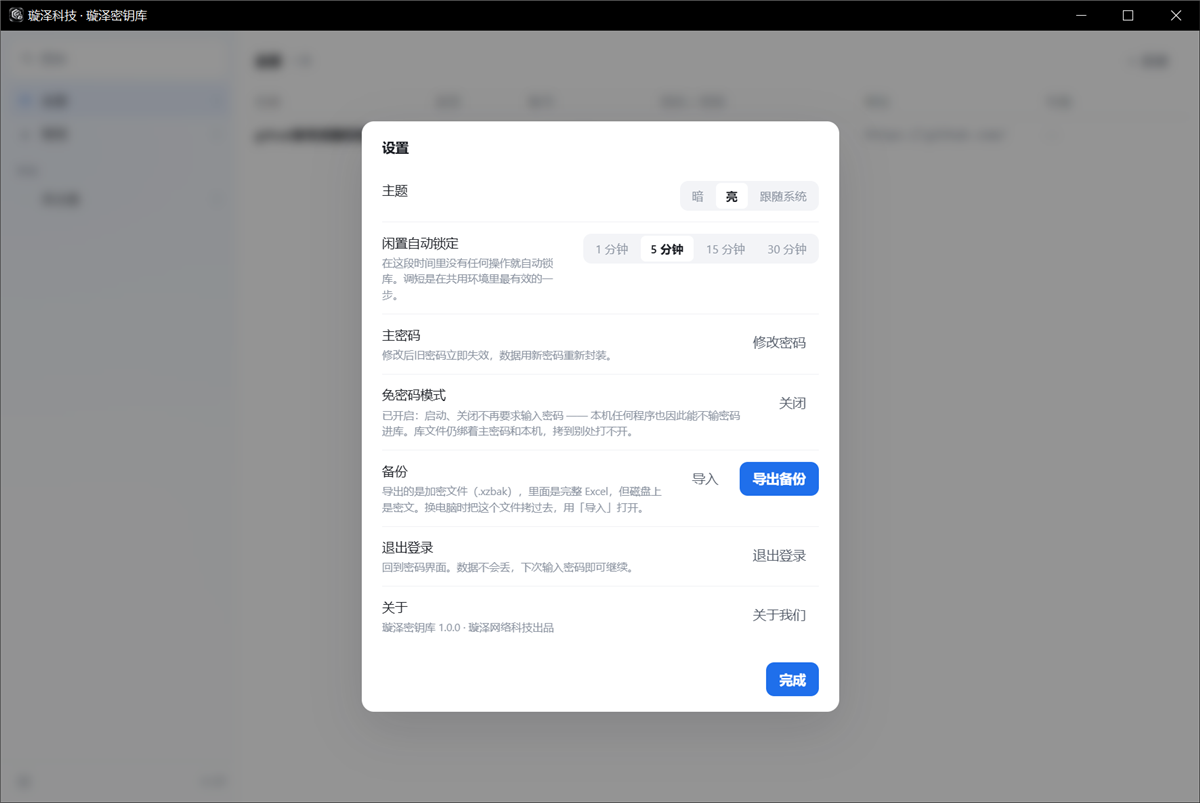 璇泽科技 · 璇泽密钥库
设置
主题
暗 亮 跟随系统
闲置自动锁定
1 分钟 5 分钟 15 分钟 30 分钟
在这段时间里没有任何操作就自动锁
库。调短是在共用环境里最有效的一
步。
主密码
修改后旧密码立即失效，数据用新密码重新封装。
修改密码
免密码模式
已开启：启动、关闭不再要求输入密码 —— 本机任何程序也因此能不输密码
进库。库文件仍绑着主密码和本机，拷到别处打不开。
关闭
备份
导出的是加密文件（.xzbak），里面是完整 Excel，但磁盘上
是密文。换电脑时把这个文件拷过去，用「导入」打开。
导入 导出备份
退出登录
回到密码界面。数据不会丢，下次输入密码即可继续。
退出登录
关于
璇泽密钥库 1.0.0 · 璇泽网络科技出品
关于我们
完成